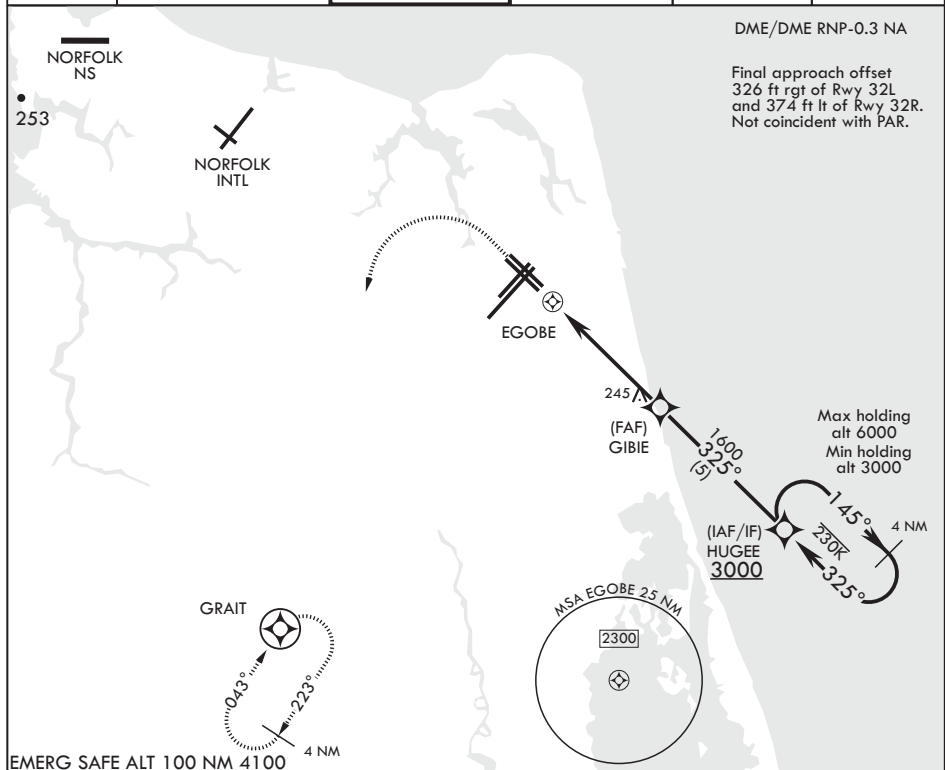 DME/DME RNP-0.3 NA
NORFOLK
NS
Final approach offset
326 ft rgt of Rwy 32L
and 374 ft lt of Rwy 32R.
Not coincident with PAR.
253
NORFOLK
INTL
EGOBE
245
(FAF)
GIBIE
1600
325°
(5)
Max holding
alt 6000
Min holding
alt 3000
145°
4 NM
230K
325°
(IAF/IF)
HUGEE
3000
GRAIT
043°
223°
4 NM
MSA EGOBE 25 NM
2300
EMERG SAFE ALT 100 NM 4100